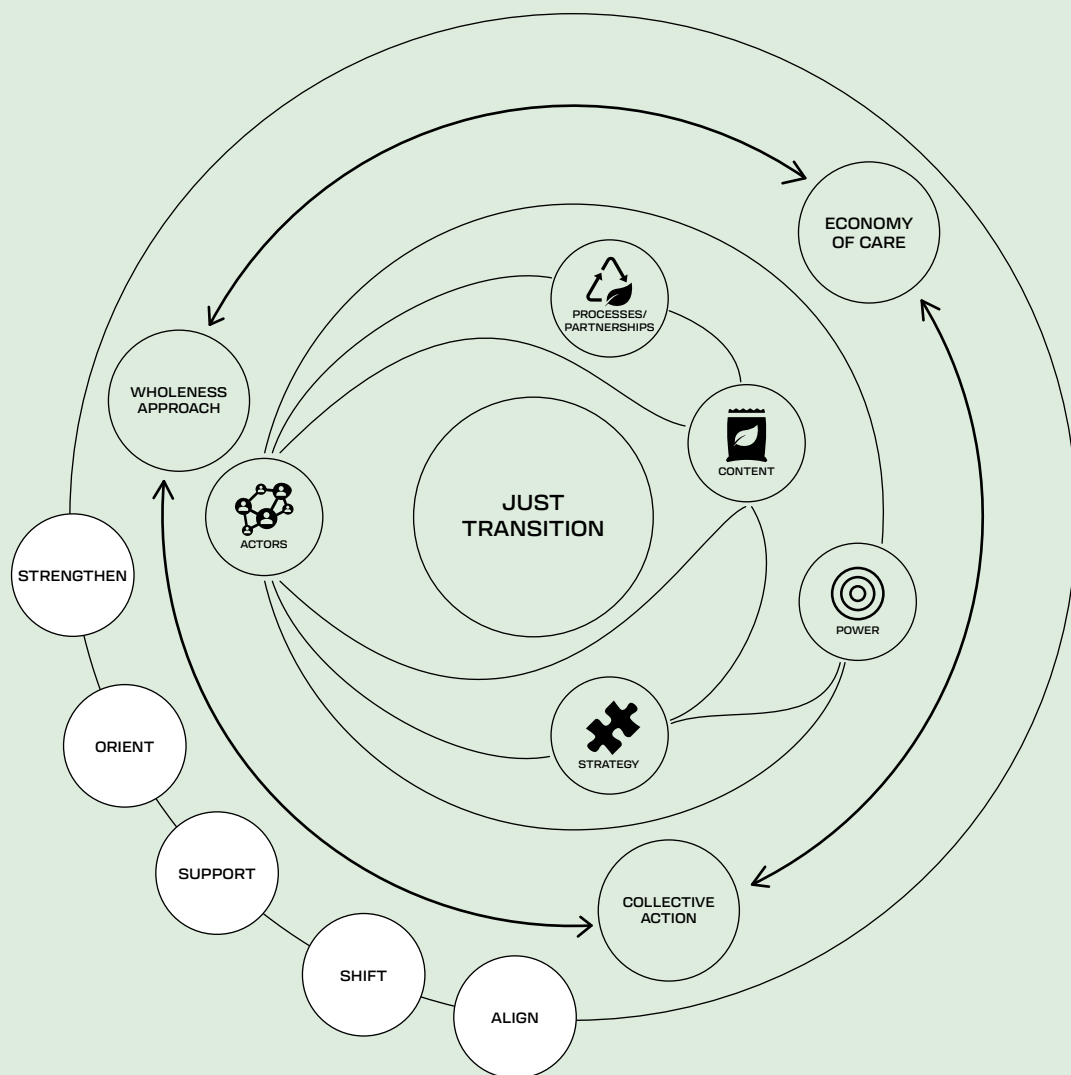 ECONOMY
OF CARE
PROCESSES/
PARTNERSHIPS
WHOLENESS
APPROACH
CONTENT
JUST
TRANSITION
ACTORS
STRENGTHEN
POWER
ORIENT
STRATEGY
SUPPORT
COLLECTIVE
ACTION
SHIFT
ALIGN